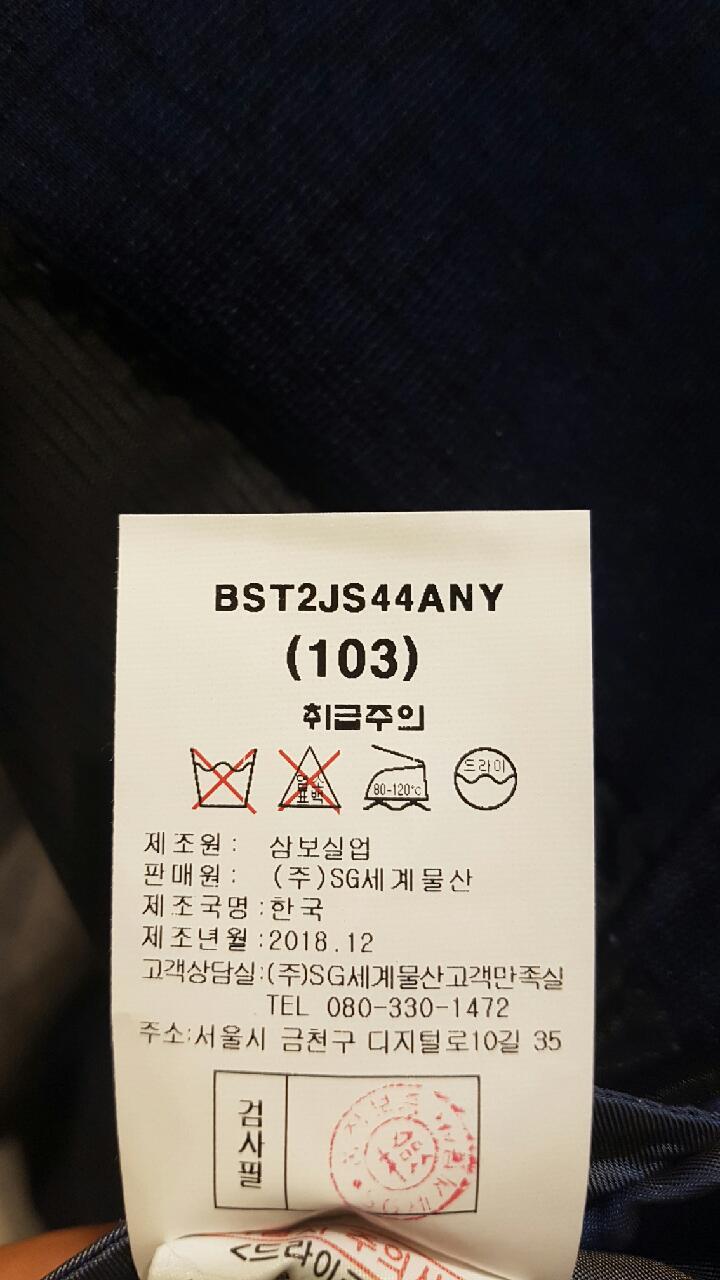 BST2JS44ANY
(103)
취급주의
염소
표백
80-120℃
드라이
제조원: 삼보실업
판매원: (주)SG세계물산
제조국명:한국
제조년월:2018.12
고객상담실:(주)SG세계물산고객만족실
TEL 080-330-1472
주소:서울시 금천구 디지털로10길 35
검사필